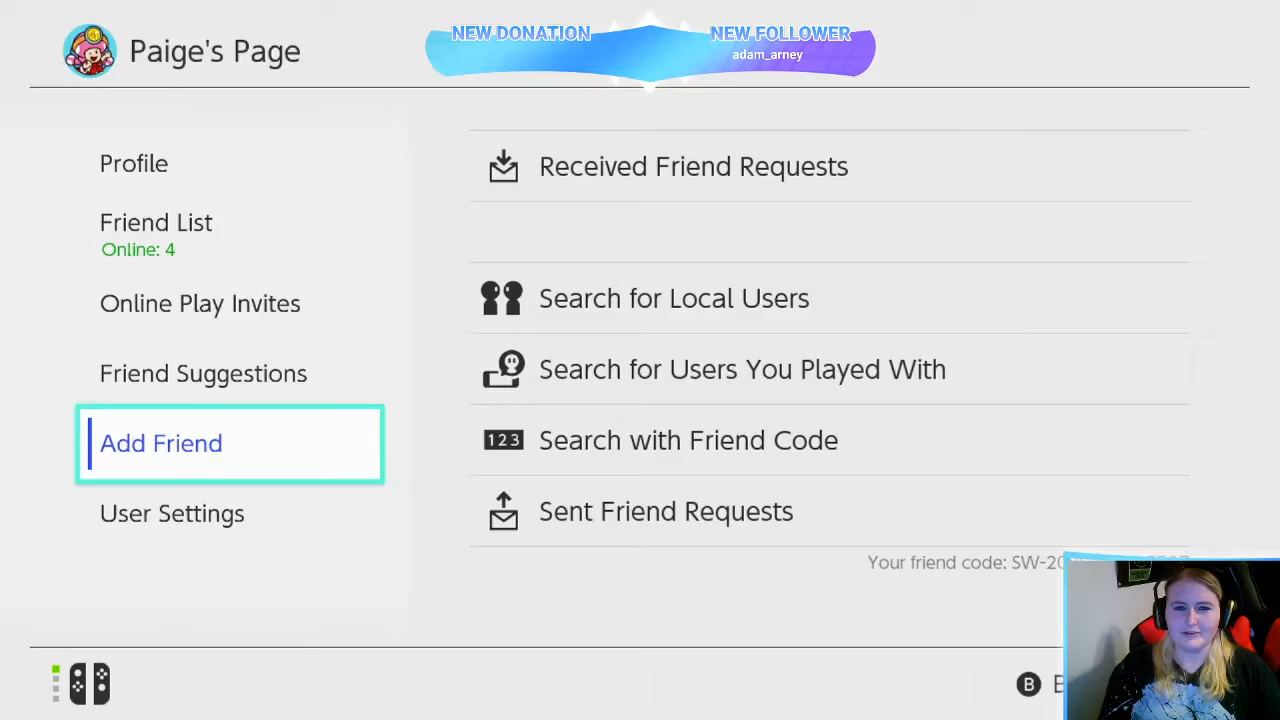 Paige's Page
NEW DONATION
NEW FOLLOWER
adam_arney
Profile
Friend List
Online: 4
Online Play Invites
Friend Suggestions
Add Friend
User Settings
Received Friend Requests
Search for Local Users
Search for Users You Played With
123 Search with Friend Code
Sent Friend Requests
Your friend code: SW-20
B